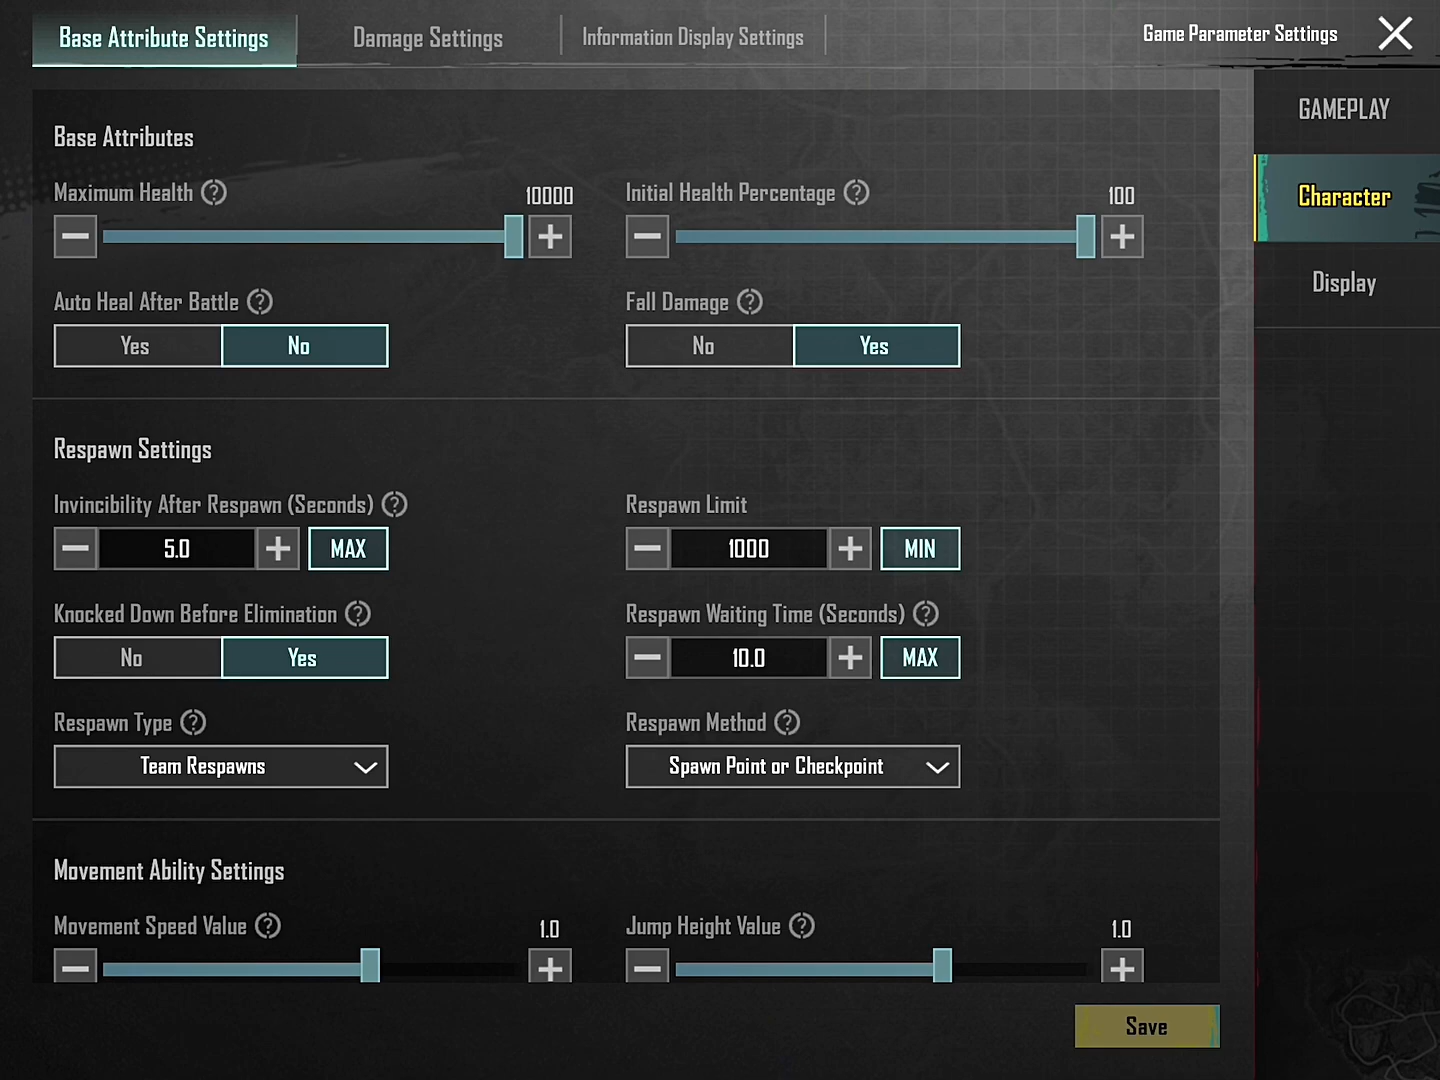 Base Attribute Settings
Damage Settings
Information Display Settings
Game Parameter Settings
GAMEPLAY
Character
Display
Base Attributes
Maximum Health
10000
Initial Health Percentage
100
Auto Heal After Battle
Yes No
Fall Damage
No Yes
Respawn Settings
Invincibility After Respawn (Seconds)
5.0 MAX
Respawn Limit
1000 MIN
Knocked Down Before Elimination
No Yes
Respawn Waiting Time (Seconds)
10.0 MAX
Respawn Type
Team Respawns
Respawn Method
Spawn Point or Checkpoint
Movement Ability Settings
Movement Speed Value
1.0
Jump Height Value
1.0
Save